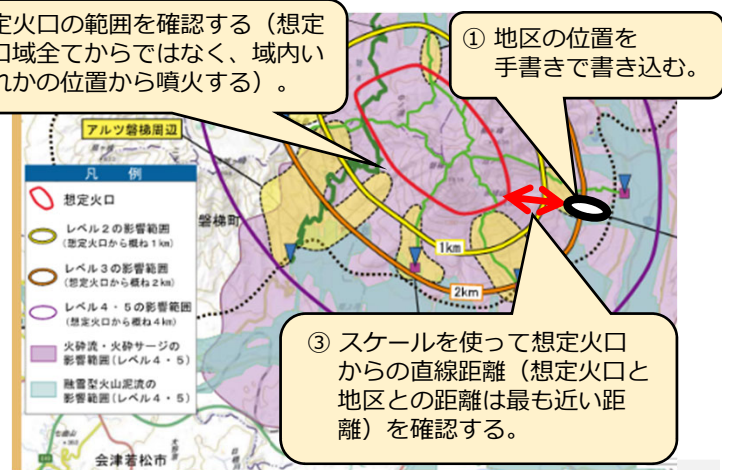 定火口の範囲を確認する（想定
口域全てからではなく、域内い
れかの位置から噴火する）。
① 地区の位置を
手書きで書き込む。
アルツ磐梯周辺
凡 例
想定火口
レベル２の影響範囲
（想定火口から概ね１km）
レベル３の影響範囲
（想定火口から概ね２km）
レベル４・５の影響範囲
（想定火口から概ね４km）
火砕流・火砕サージの
影響範囲（レベル４・５）
融雪型火山泥流の
影響範囲（レベル４・５）
磐梯町
1km
2km
③ スケールを使って想定火口
からの直線距離（想定火口と
地区との距離は最も近い距
離）を確認する。
会津若松市